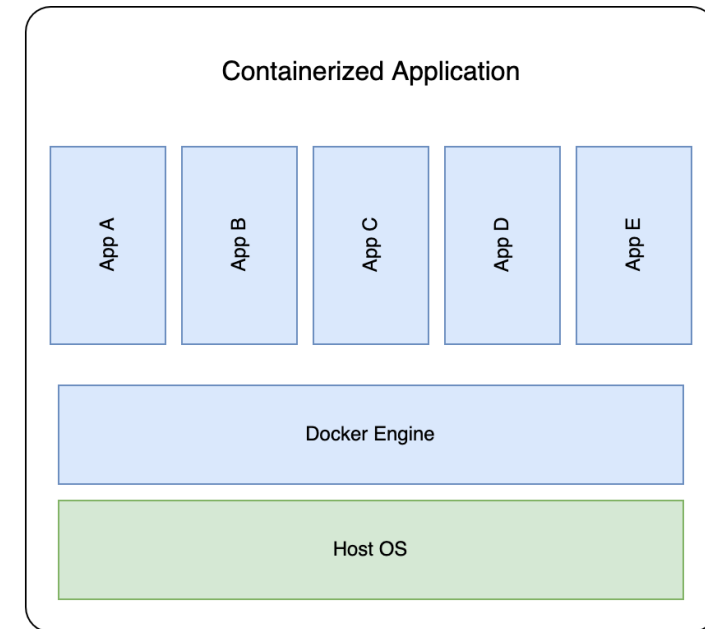 Containerized Application
App A
App B
App C
App D
App E
Docker Engine
Host OS